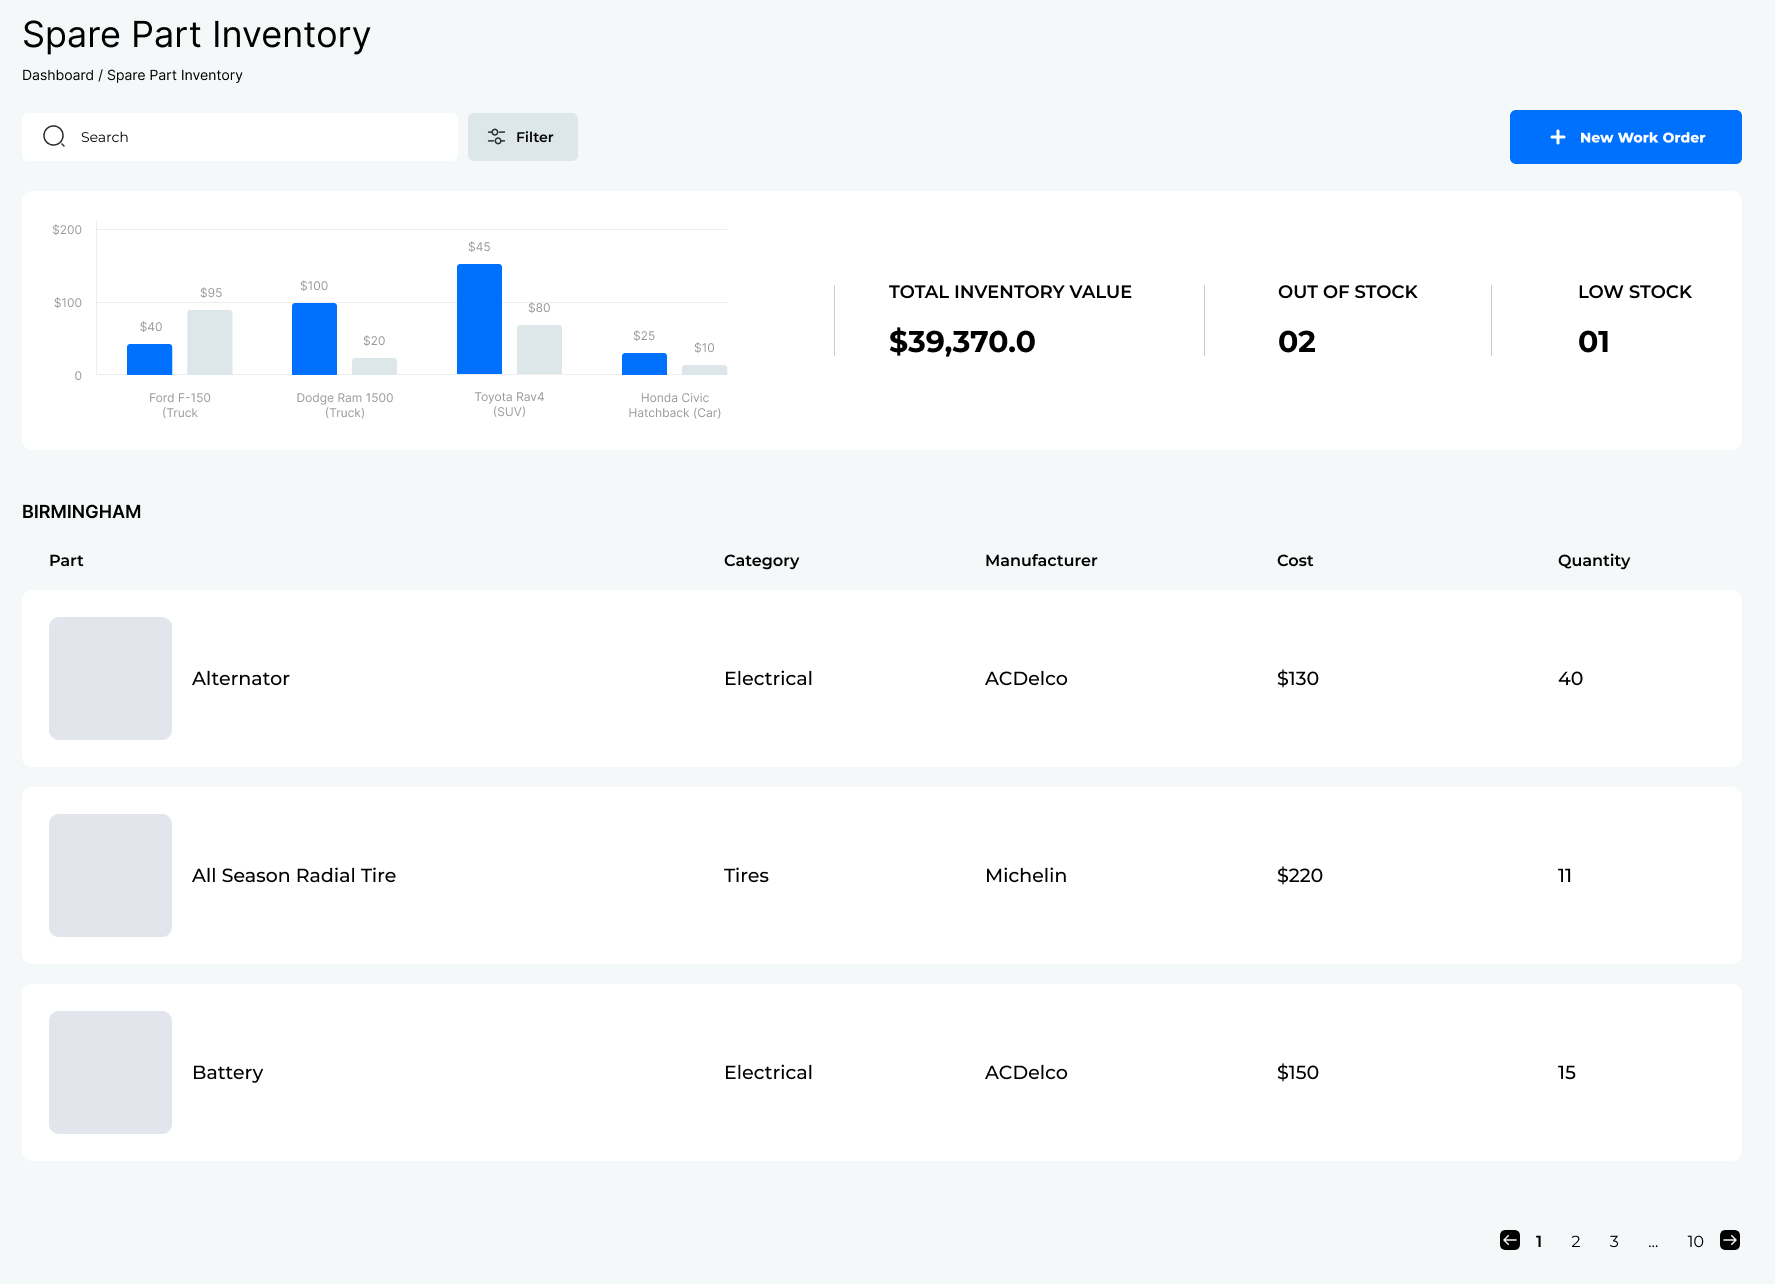 Spare Part Inventory
Dashboard / Spare Part Inventory
Search
Filter
New Work Order
$200
$100
0
$40
$95
$100
$20
$45
$80
$25
$10
Ford F-150
(Truck
Dodge Ram 1500
(Truck)
Toyota Rav4
(SUV)
Honda Civic
Hatchback (Car)
TOTAL INVENTORY VALUE
$39,370.0
OUT OF STOCK
02
LOW STOCK
01
BIRMINGHAM
Part Category Manufacturer Cost Quantity
Alternator Electrical ACDelco $130 40
All Season Radial Tire Tires Michelin $220 11
Battery Electrical ACDelco $150 15
1 2 3 ... 10